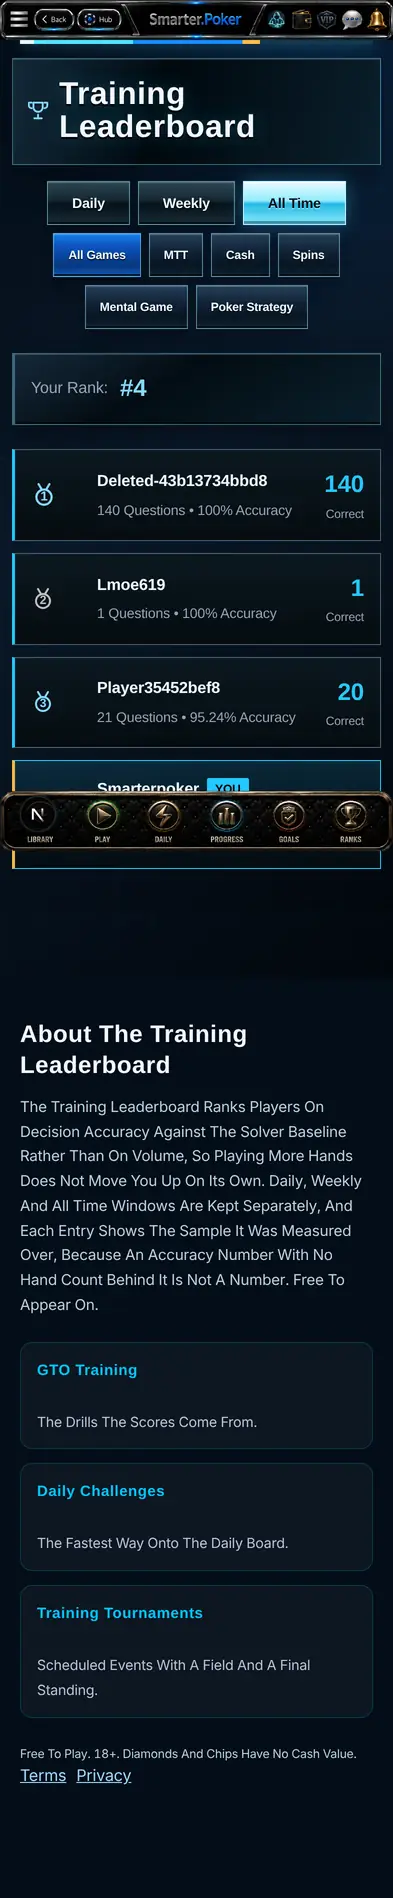 Back
Hub
Smarter.Poker
VIP
Training
Leaderboard
Daily
Weekly
All Time
All Games
MTT
Cash
Spins
Mental Game
Poker Strategy
Your Rank: #4
1
Deleted-43b13734bbd8
140 Questions • 100% Accuracy
140
Correct
2
Lmoe619
1 Questions • 100% Accuracy
1
Correct
3
Player35452bef8
21 Questions • 95.24% Accuracy
20
Correct
Smarterpoker YOU
N
LIBRARY
PLAY
DAILY
PROGRESS
GOALS
RANKS
About The Training
Leaderboard
The Training Leaderboard Ranks Players On
Decision Accuracy Against The Solver Baseline
Rather Than On Volume, So Playing More Hands
Does Not Move You Up On Its Own. Daily, Weekly
And All Time Windows Are Kept Separately, And
Each Entry Shows The Sample It Was Measured
Over, Because An Accuracy Number With No
Hand Count Behind It Is Not A Number. Free To
Appear On.
GTO Training
The Drills The Scores Come From.
Daily Challenges
The Fastest Way Onto The Daily Board.
Training Tournaments
Scheduled Events With A Field And A Final
Standing.
Free To Play. 18+. Diamonds And Chips Have No Cash Value.
Terms Privacy